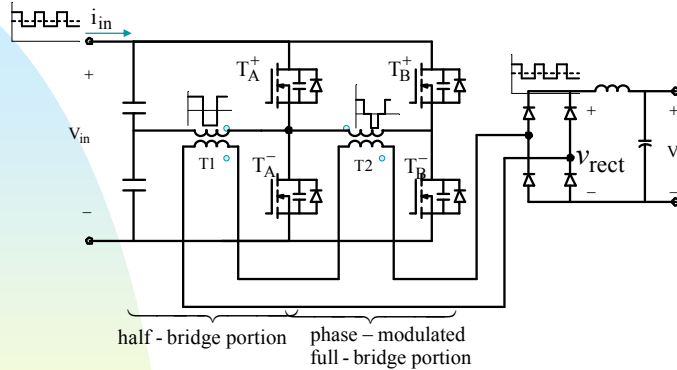 i_in
+
T_A^+
T_B^+
+
V_in
T1
T_A^-
T2
T_B^-
v_rect
V
−
−
−
half - bridge portion
phase – modulated
full - bridge portion
+